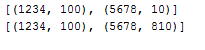 [(1234, 100), (5678, 10)]
[(1234, 100), (5678, 810)]